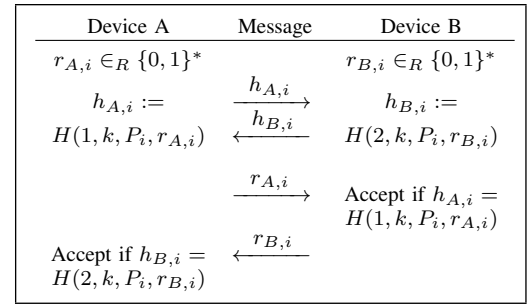 Device A Message Device B
r_{A,i} ∈_R {0, 1}^* r_{B,i} ∈_R {0, 1}^*
h_{A,i}
h_{A,i} := ⟶ h_{B,i} :=
h_{B,i}
H(1, k, P_i, r_{A,i}) ⟵ H(2, k, P_i, r_{B,i})
r_{A,i}
⟶ Accept if h_{A,i} =
H(1, k, P_i, r_{A,i})
r_{B,i}
Accept if h_{B,i} = ⟵
H(2, k, P_i, r_{B,i})